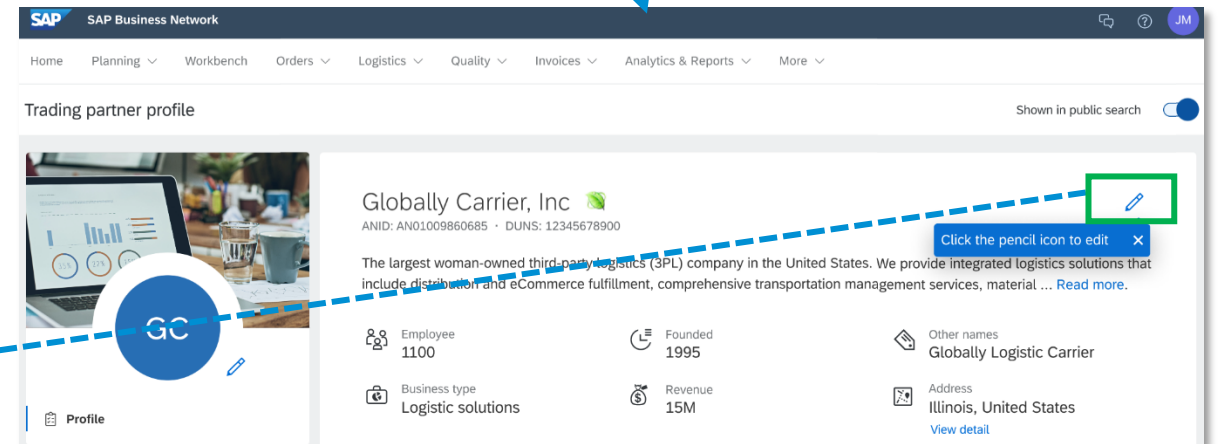 SAP SAP Business Network JM
Home Planning Workbench Orders Logistics Quality Invoices Analytics & Reports More
Trading partner profile Shown in public search
Globally Carrier, Inc
ANID: AN01009860685 · DUNS: 12345678900
Click the pencil icon to edit ×
The largest woman-owned third-party logistics (3PL) company in the United States. We provide integrated logistics solutions that
include distribution and eCommerce fulfillment, comprehensive transportation management services, material ... Read more.
GC
Employee
1100
Founded
1995
Other names
Globally Logistic Carrier
Business type
Logistic solutions
Revenue
15M
Address
Illinois, United States
View detail
Profile